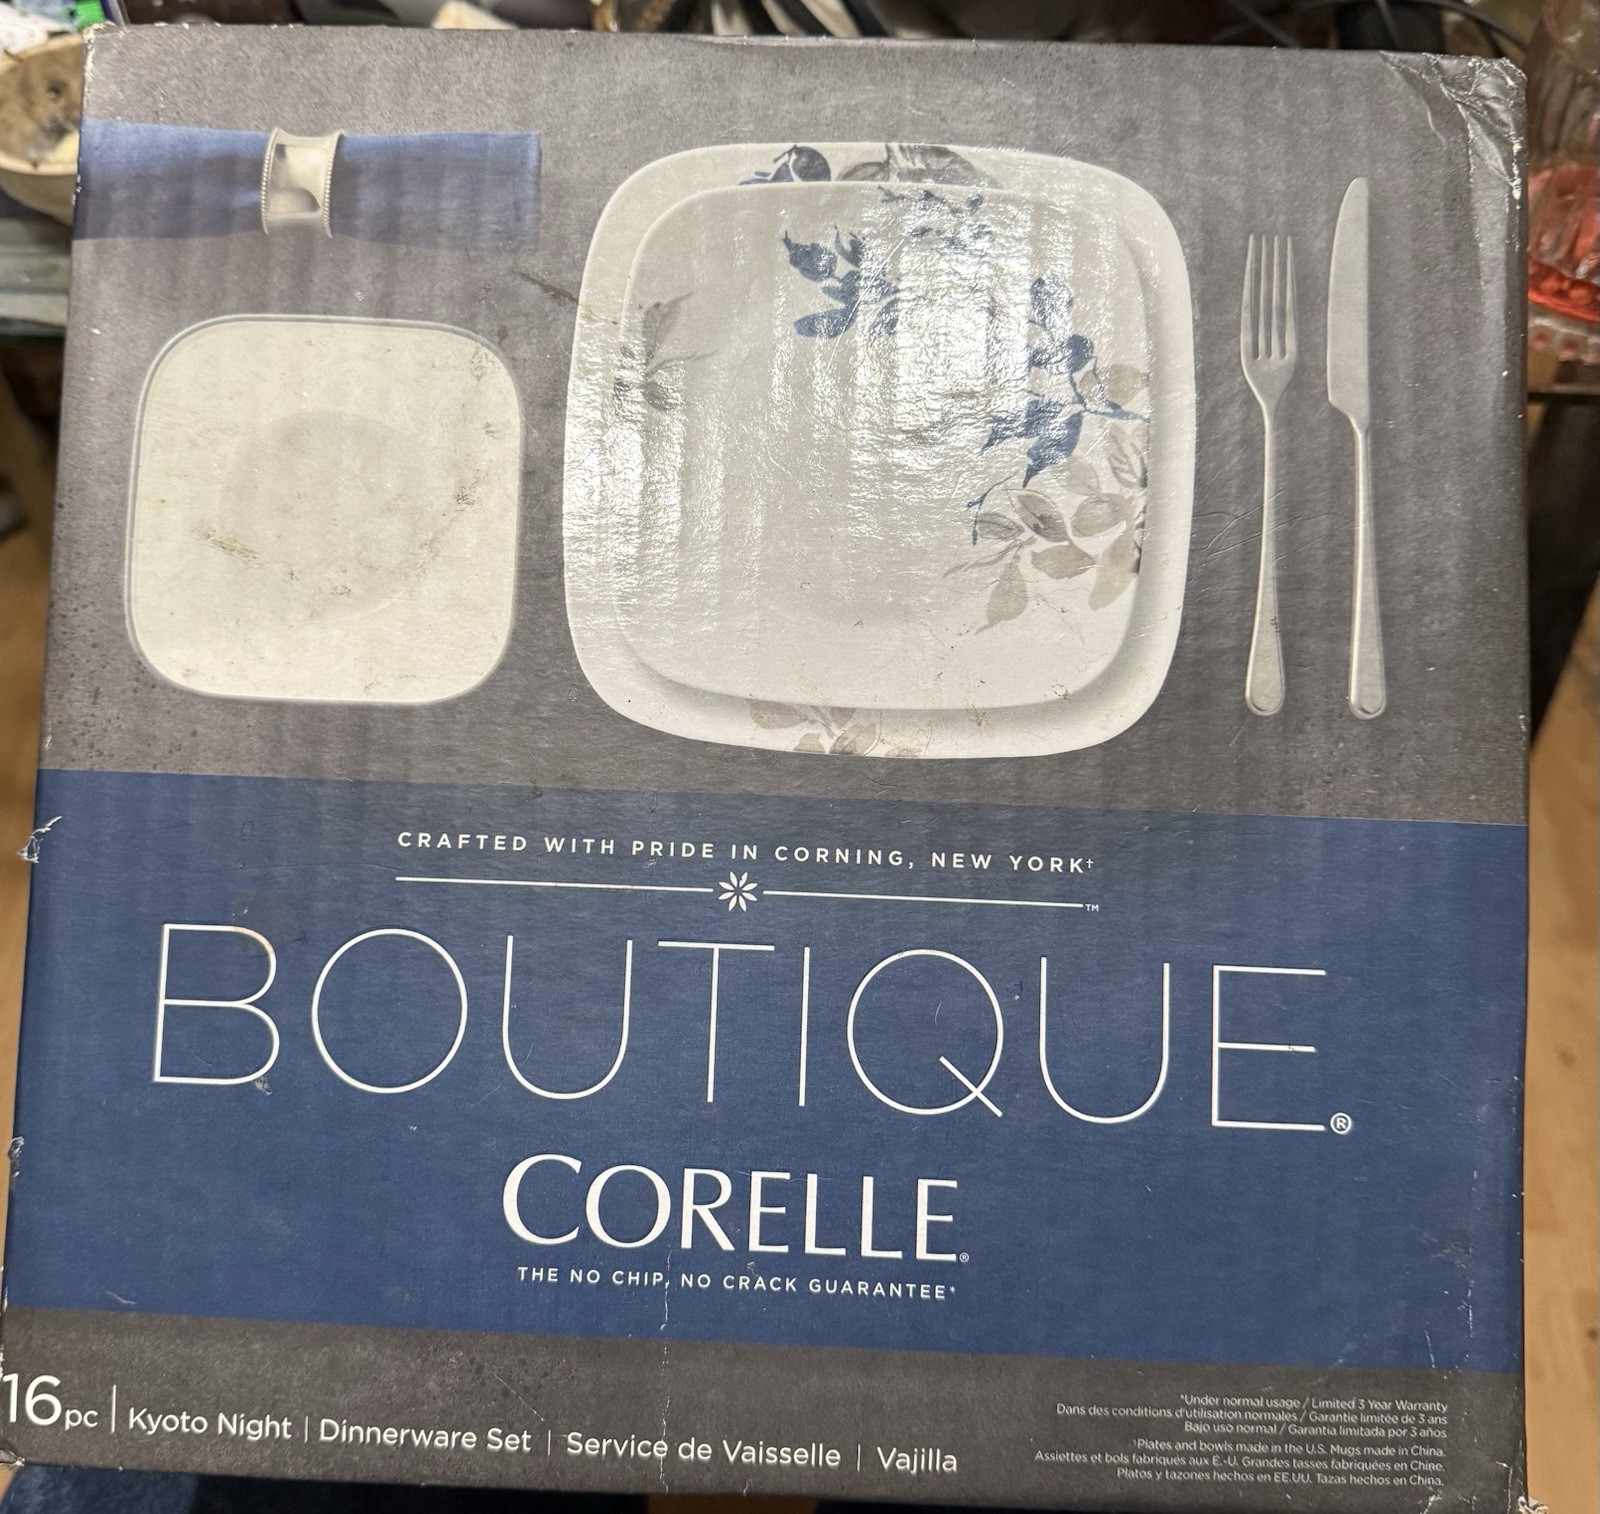 CRAFTED WITH PRIDE IN CORNING, NEW YORK†
™
BOUTIQUE®
CORELLE®
THE NO CHIP, NO CRACK GUARANTEE*
16pc | Kyoto Night | Dinnerware Set | Service de Vaisselle | Vajilla
*Under normal usage / Limited 3 Year Warranty
Dans des conditions d'utilisation normales / Garantie limitée de 3 ans
Bajo uso normal / Garantía limitada por 3 años
†Plates and bowls made in the U.S. Mugs made in China.
Assiettes et bols fabriqués aux É.-U. Grandes tasses fabriquées en Chine.
Platos y tazones hechos en EE.UU. Tazas hechos en China.